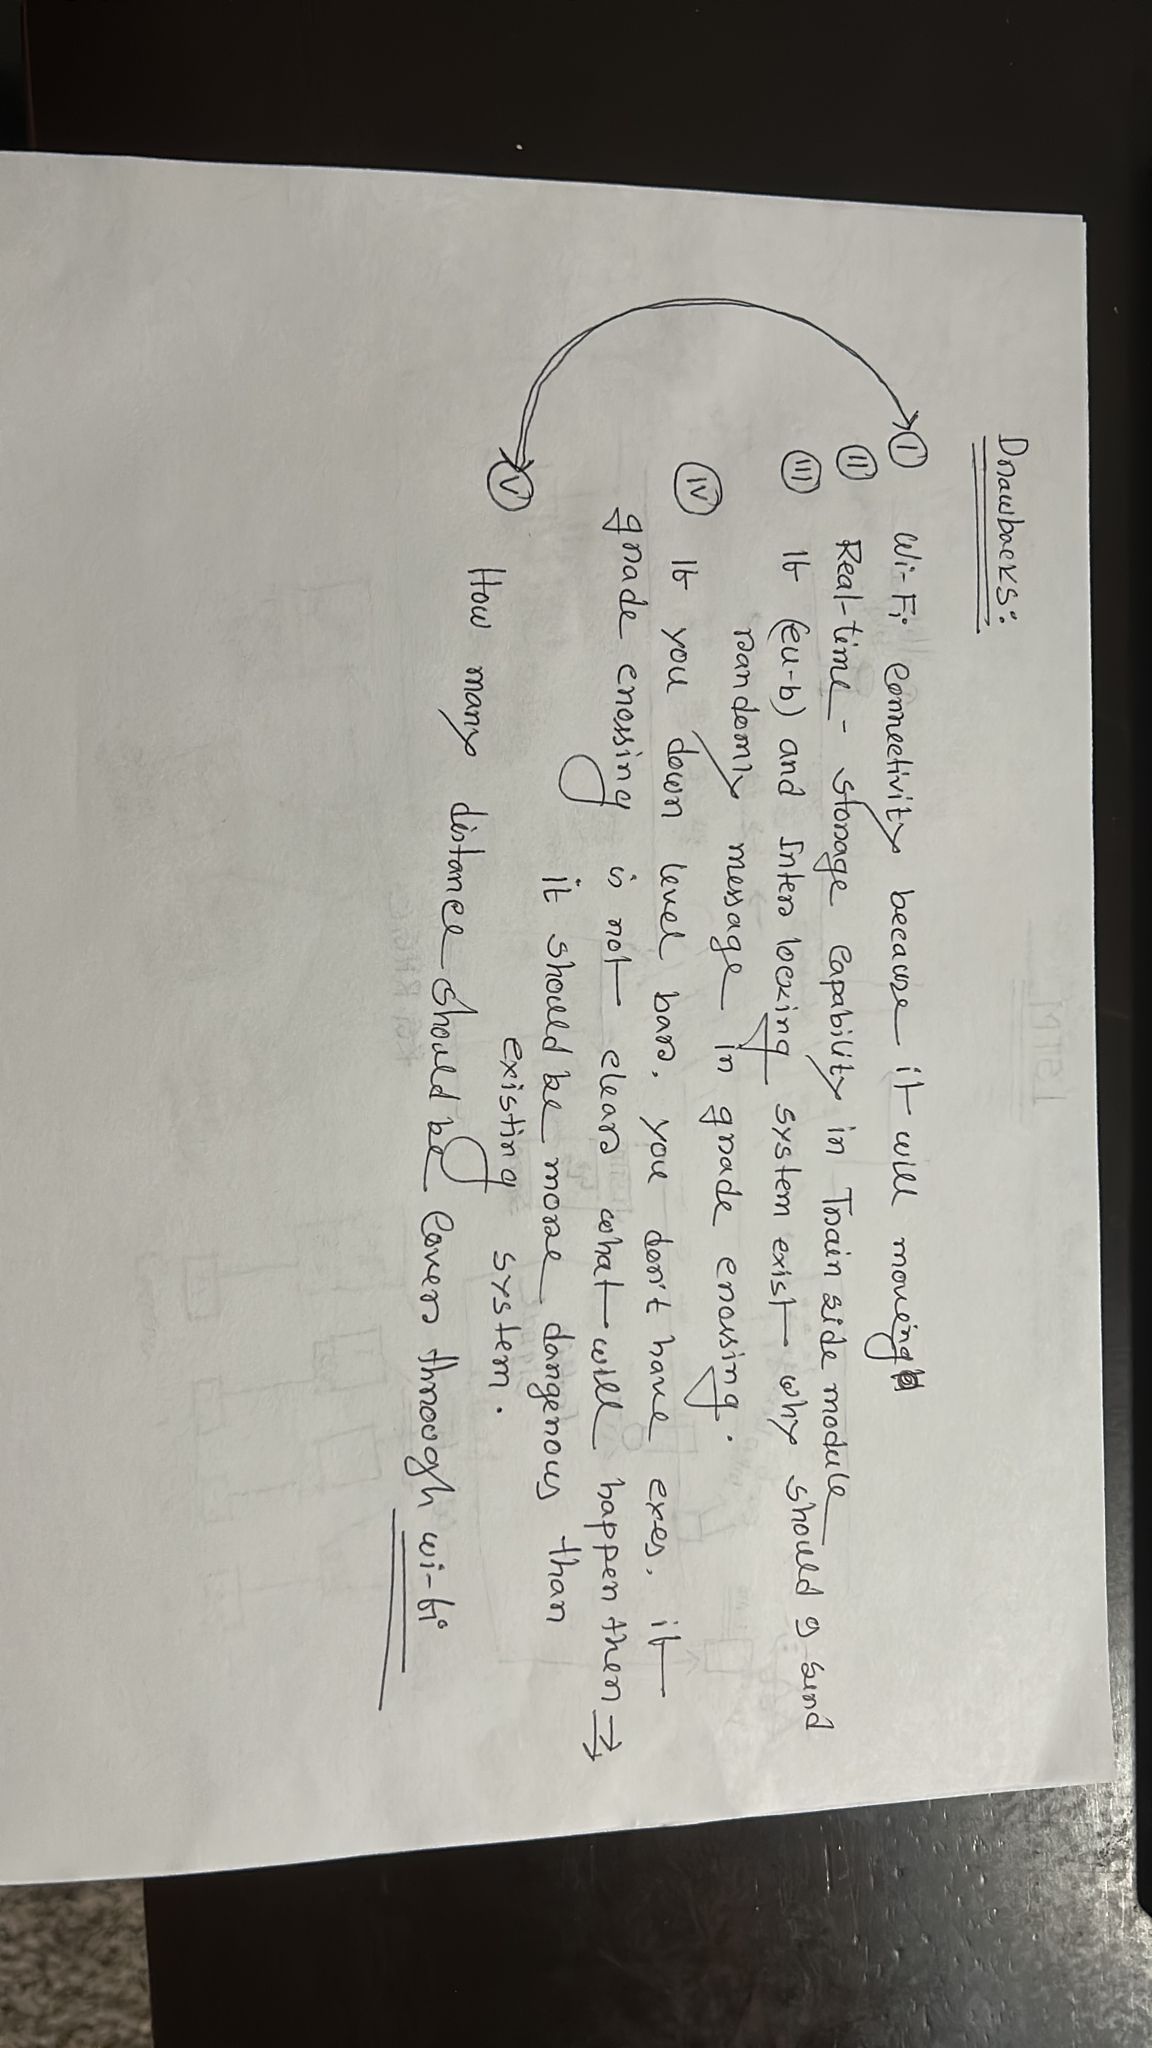 Drawbacks:
I Wi-Fi connectivity because it will moving
II Real-time - storage capability in Train side module
III If (eu-b) and Inter locking system exist why should I send
randomly message in grade crossing.
IV If you down level bar, you don't have eyes, if
grade crossing is not clear what will happen then →
it should be more dangerous than
existing system.
V How many distance should be cover through wi-fi